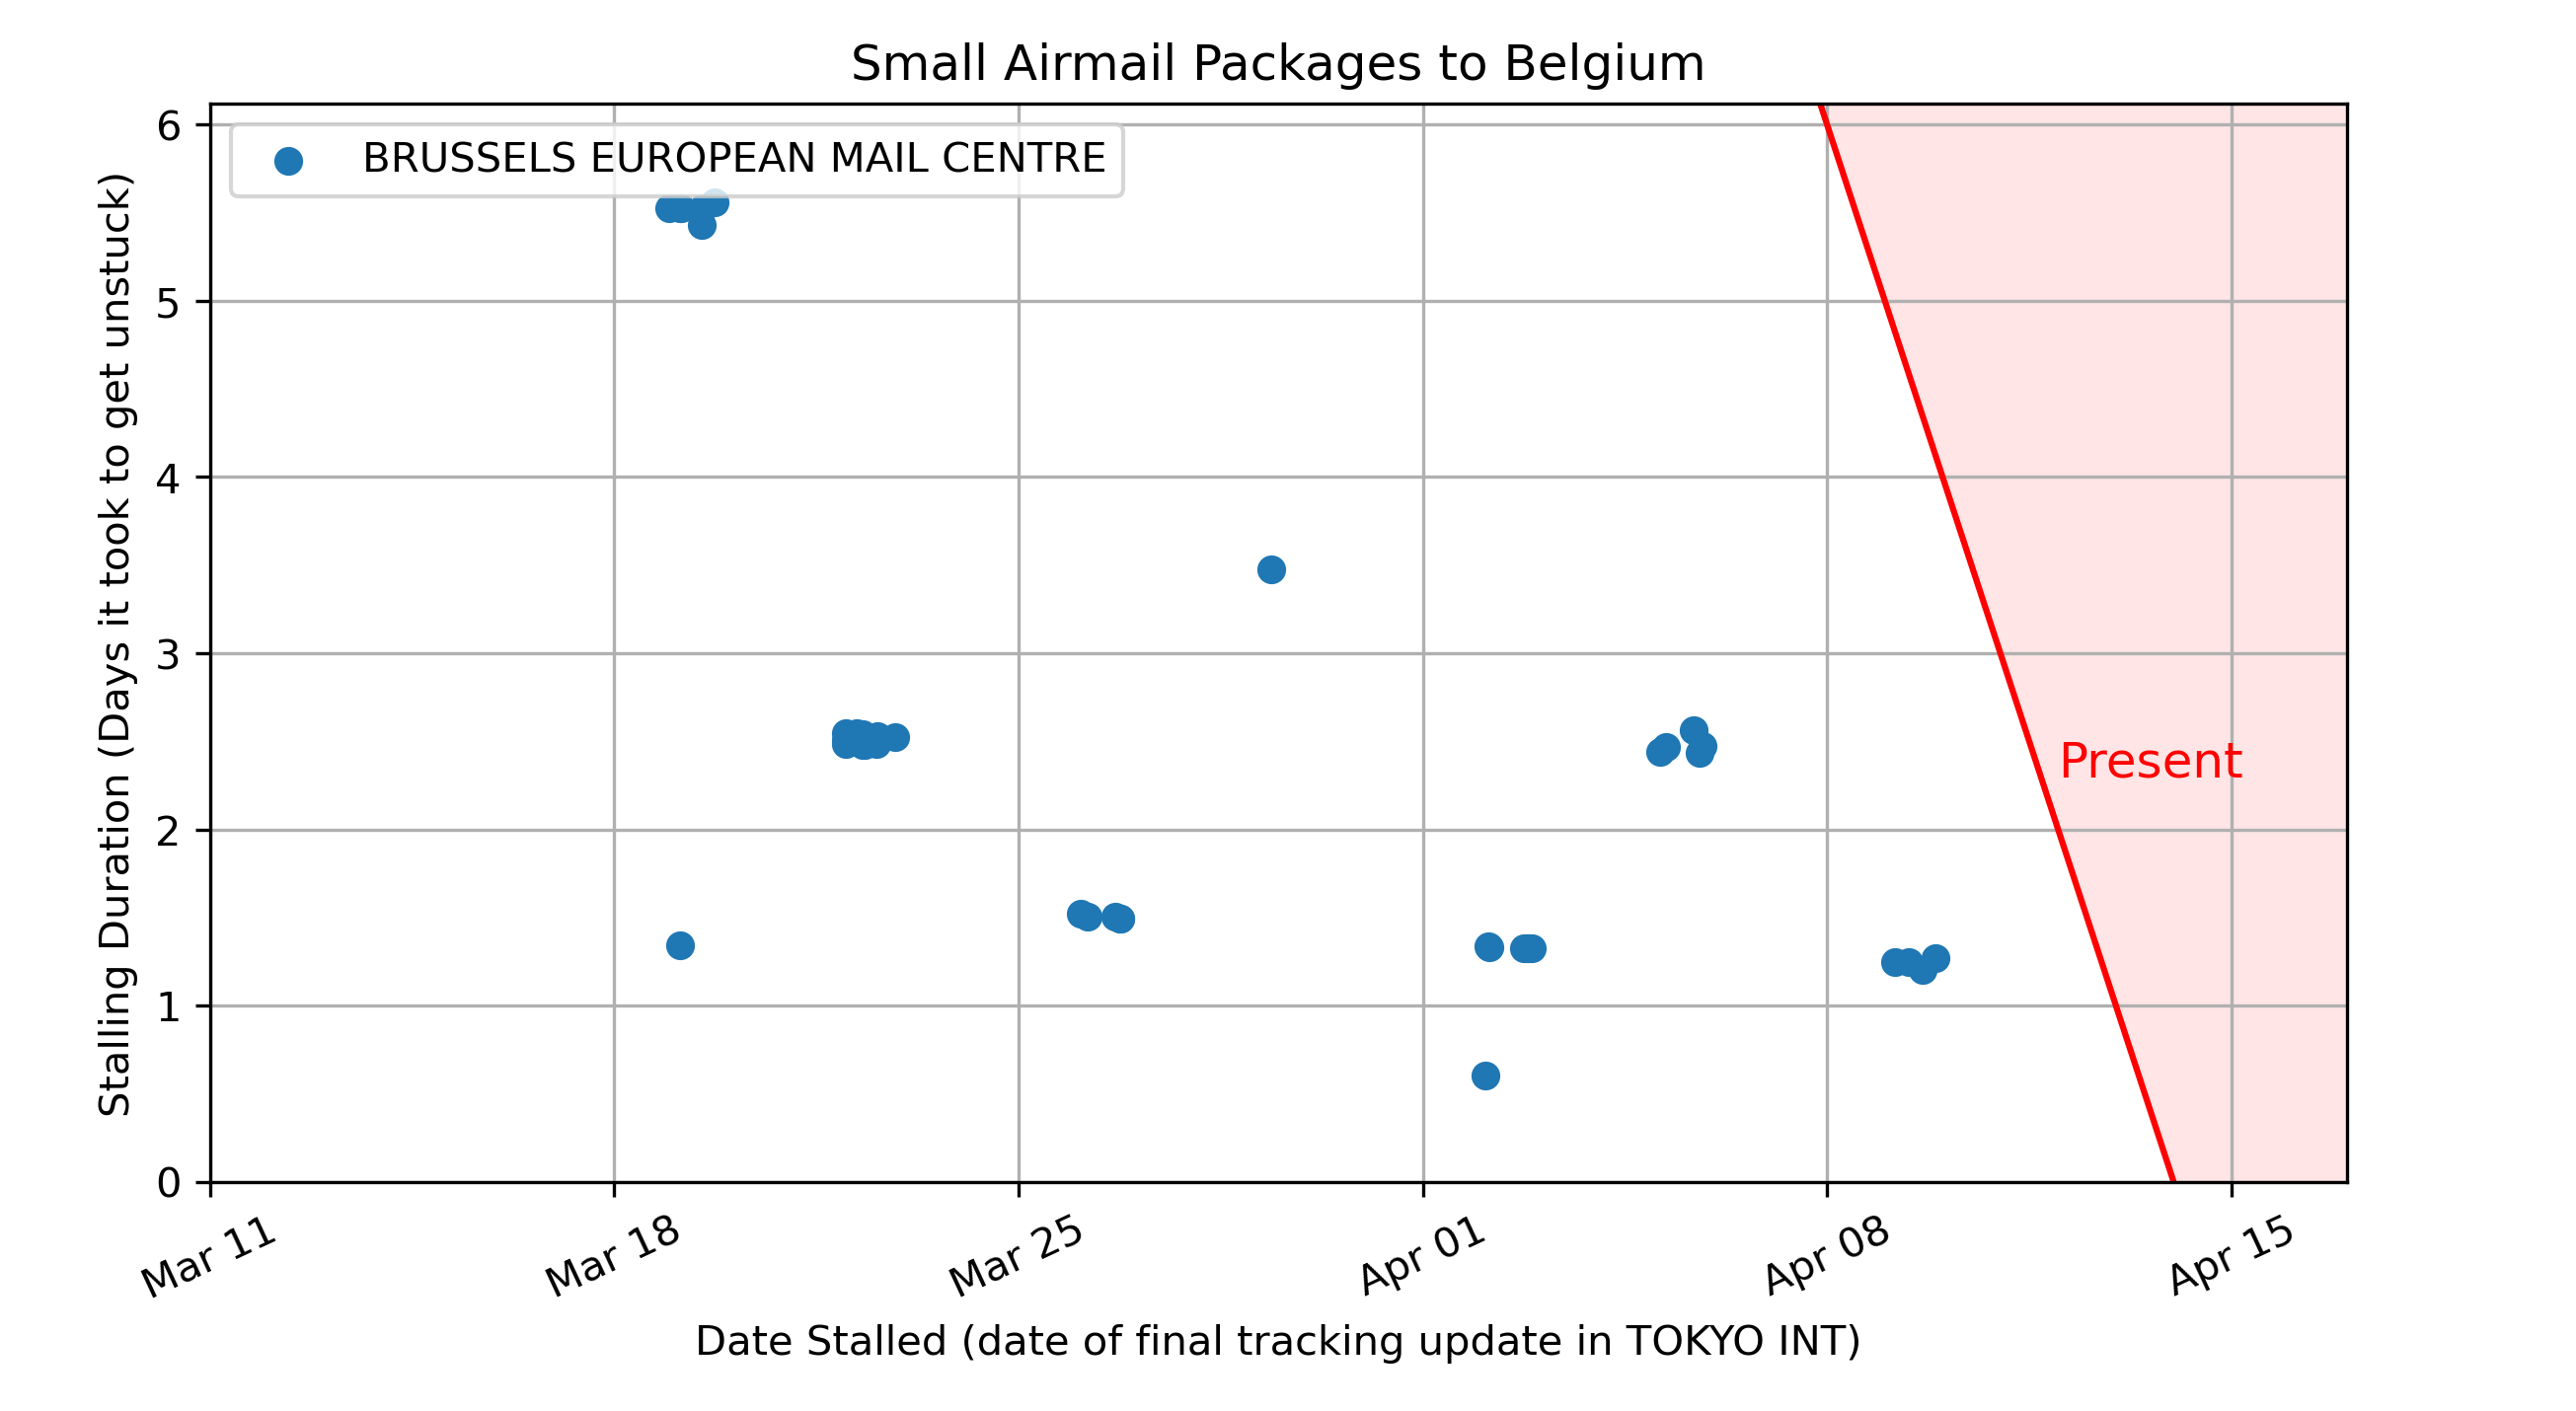 Small Airmail Packages to Belgium
BRUSSELS EUROPEAN MAIL CENTRE
Stalling Duration (Days it took to get unstuck)
6
5
4
3
2
1
0
Present
Mar 11
Mar 18
Mar 25
Apr 01
Apr 08
Apr 15
Date Stalled (date of final tracking update in TOKYO INT)